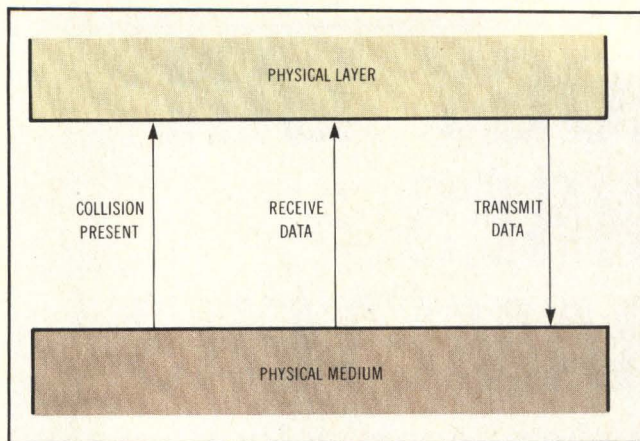 PHYSICAL LAYER
COLLISION
PRESENT
RECEIVE
DATA
TRANSMIT
DATA
PHYSICAL MEDIUM